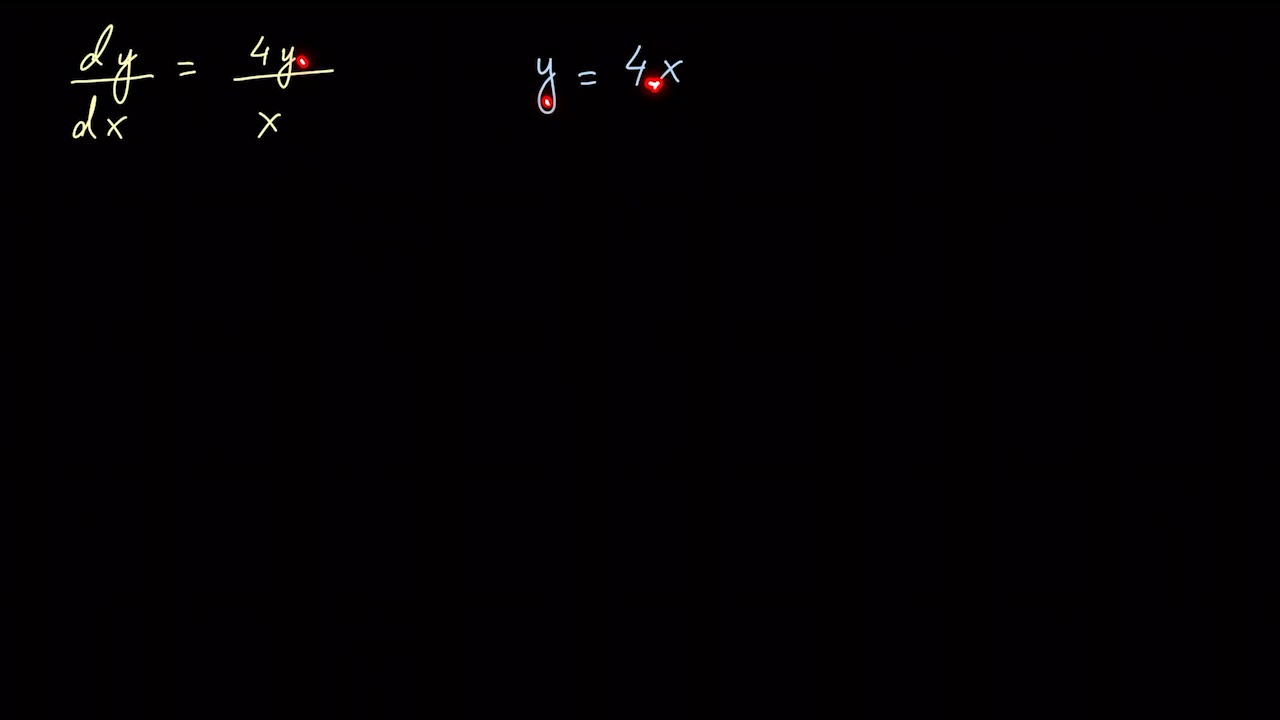 dy/dx = 4y/x
y = 4x